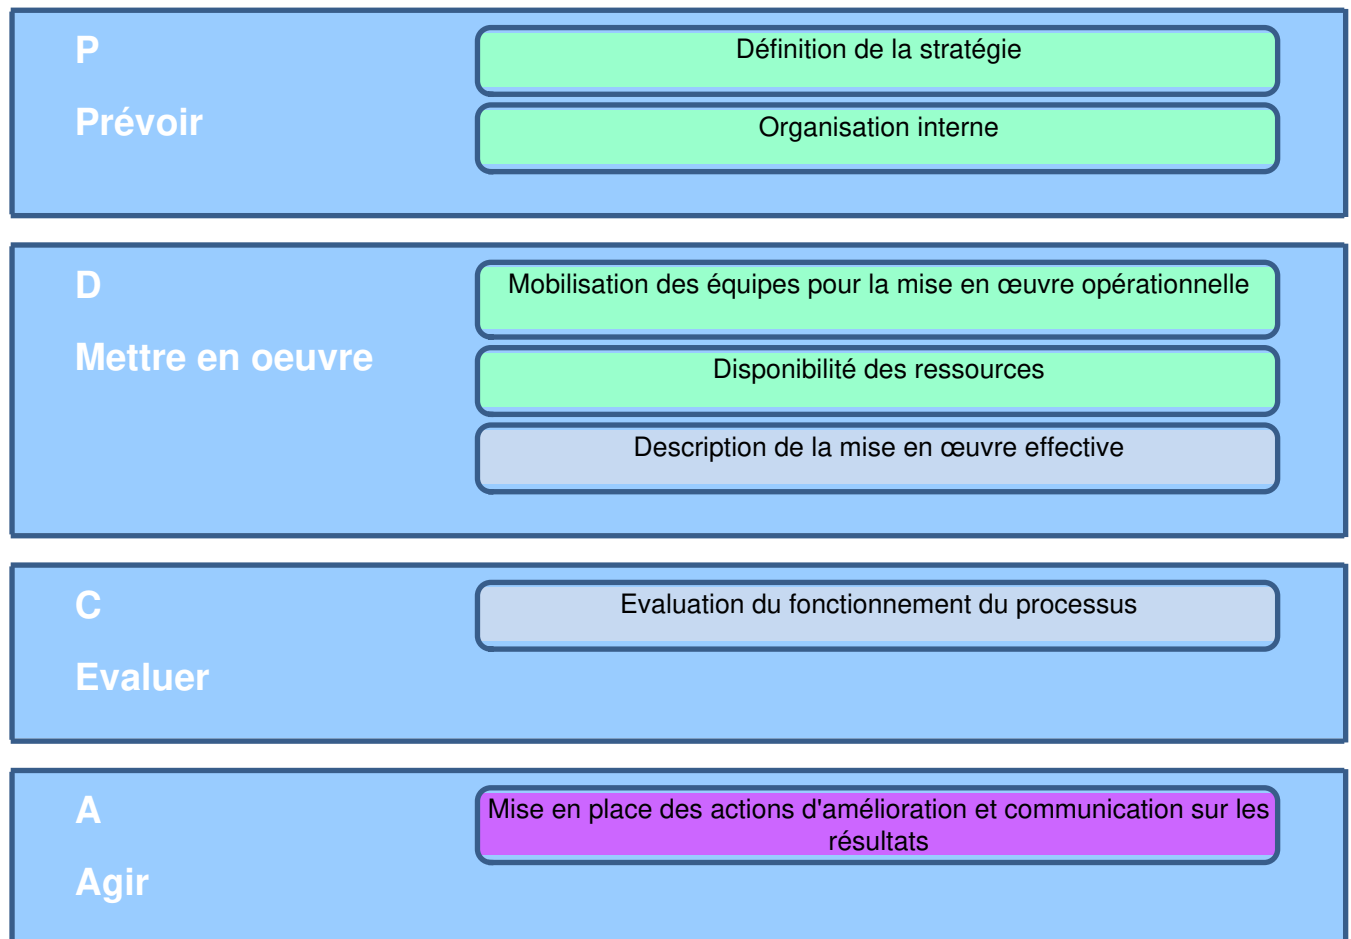 P
Définition de la stratégie
Prévoir
Organisation interne
D
Mobilisation des équipes pour la mise en œuvre opérationnelle
Mettre en oeuvre
Disponibilité des ressources
Description de la mise en œuvre effective
C
Evaluation du fonctionnement du processus
Evaluer
A
Mise en place des actions d'amélioration et communication sur les
résultats
Agir